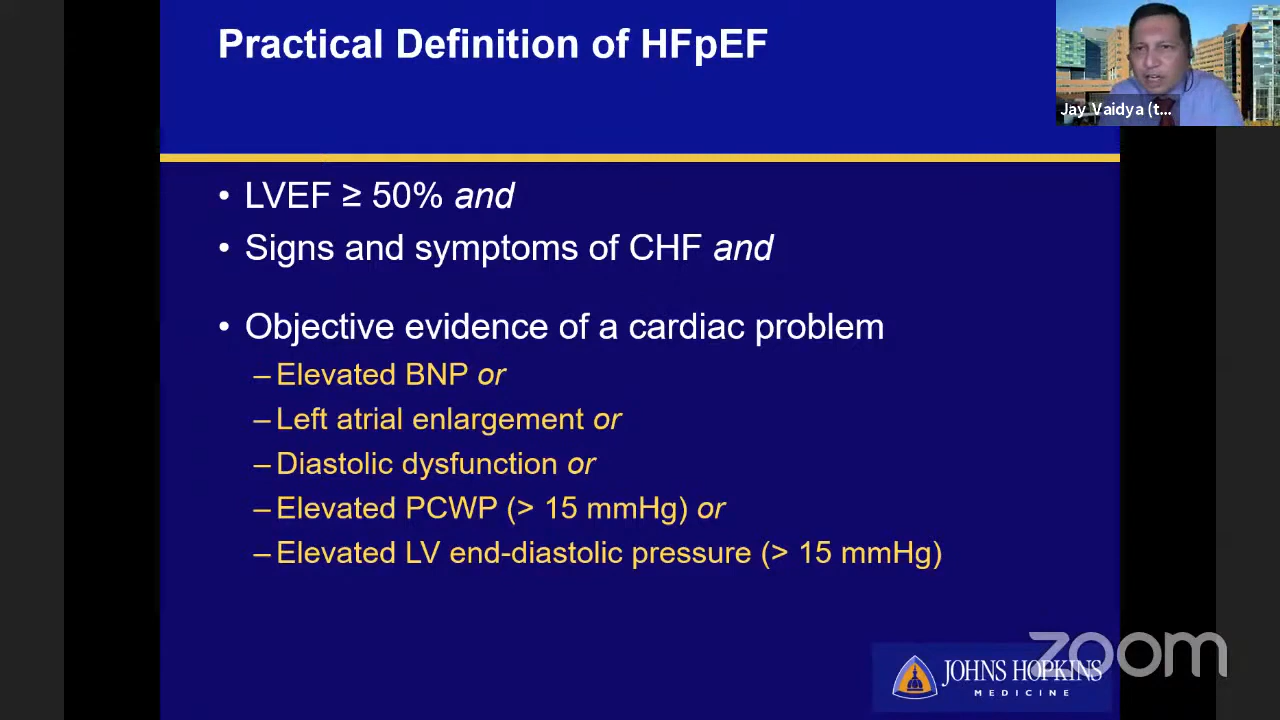 Practical Definition of HFpEF
Jay Vaidya (t...
• LVEF ≥ 50% and
• Signs and symptoms of CHF and
• Objective evidence of a cardiac problem
– Elevated BNP or
– Left atrial enlargement or
– Diastolic dysfunction or
– Elevated PCWP (> 15 mmHg) or
– Elevated LV end-diastolic pressure (> 15 mmHg)
zoom
JOHNS HOPKINS
MEDICINE